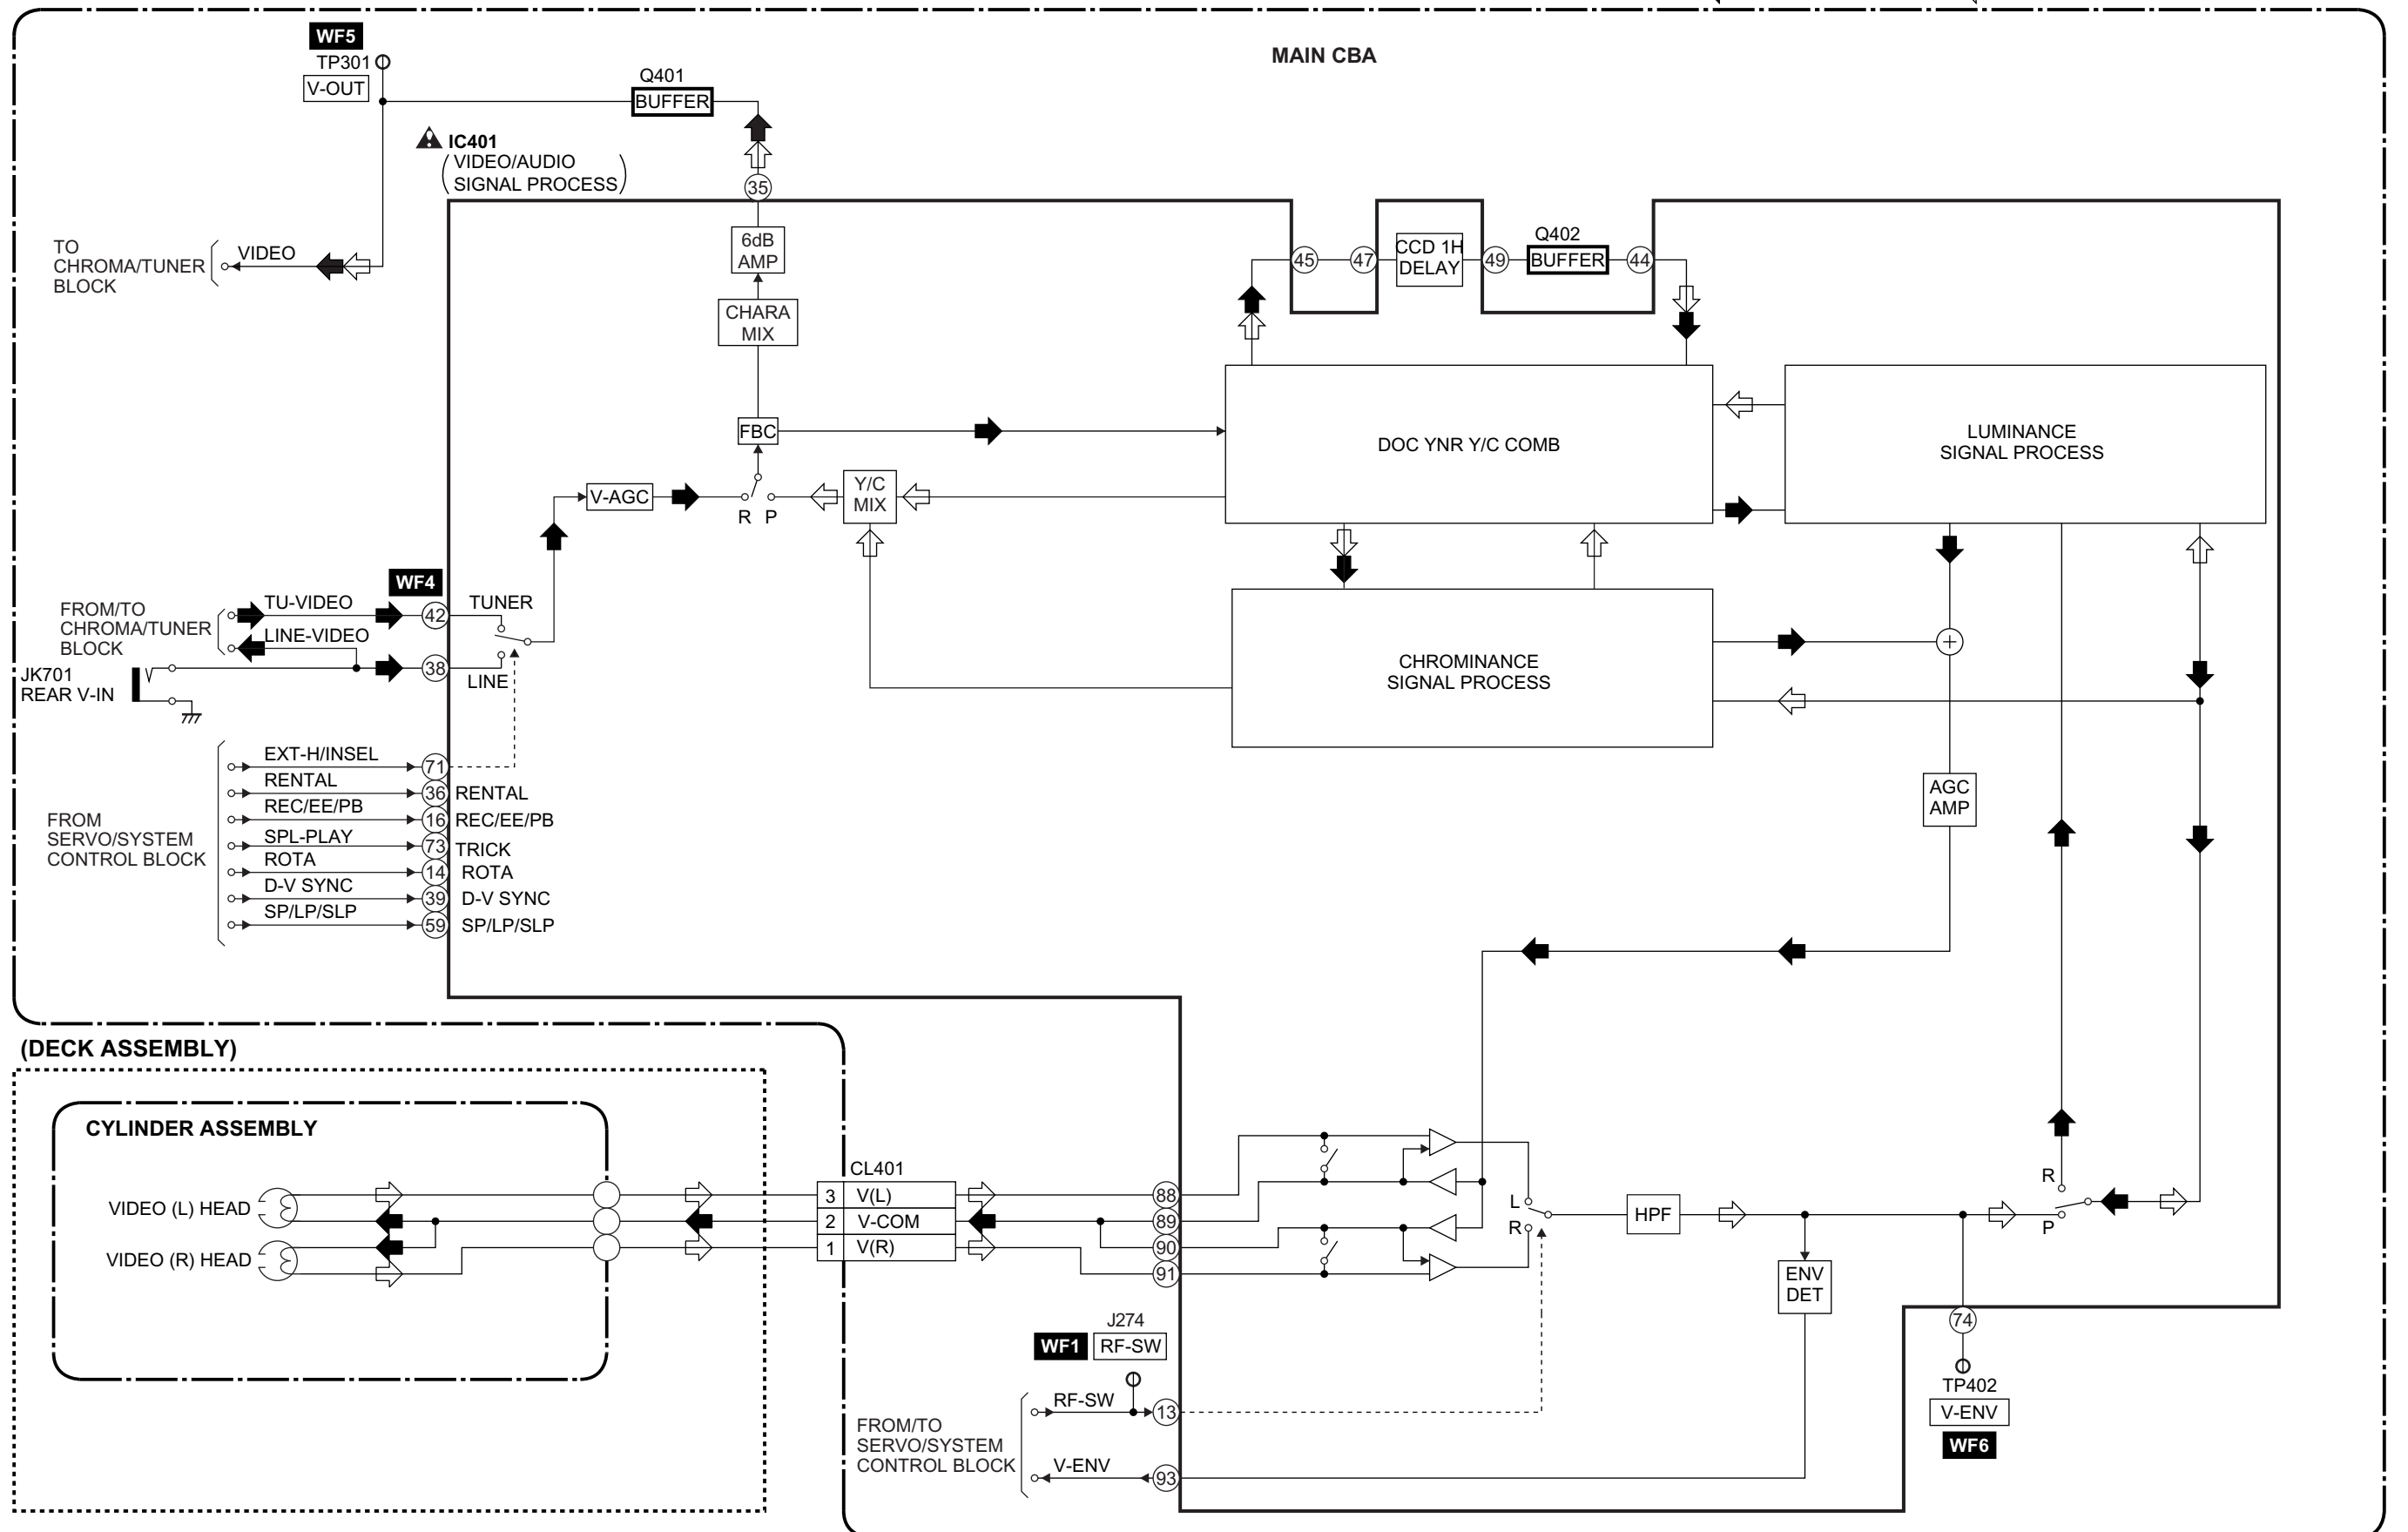 MAIN CBA
WF5
TP301
V-OUT
Q401
BUFFER
IC401
VIDEO/AUDIO
SIGNAL PROCESS
35
6dB
AMP
CHARA
MIX
TO
CHROMA/TUNER
BLOCK
VIDEO
45
47
CCD 1H
DELAY
49
Q402
BUFFER
44
FBC
DOC YNR Y/C COMB
LUMINANCE
SIGNAL PROCESS
V-AGC
R P
Y/C
MIX
WF4
FROM/TO
CHROMA/TUNER
BLOCK
TU-VIDEO
LINE-VIDEO
42
TUNER
38
LINE
JK701
REAR V-IN
CHROMINANCE
SIGNAL PROCESS
+
AGC
AMP
FROM
SERVO/SYSTEM
CONTROL BLOCK
EXT-H/INSEL
71
RENTAL
36 RENTAL
REC/EE/PB
16 REC/EE/PB
SPL-PLAY
73 TRICK
ROTA
14 ROTA
D-V SYNC
39 D-V SYNC
SP/LP/SLP
59 SP/LP/SLP
(DECK ASSEMBLY)
CYLINDER ASSEMBLY
VIDEO (L) HEAD
VIDEO (R) HEAD
CL401
3 V(L)
2 V-COM
1 V(R)
88
89
90
91
L
R
HPF
R
P
ENV
DET
74
TP402
V-ENV
WF6
J274
WF1 RF-SW
FROM/TO
SERVO/SYSTEM
CONTROL BLOCK
RF-SW
13
V-ENV
93